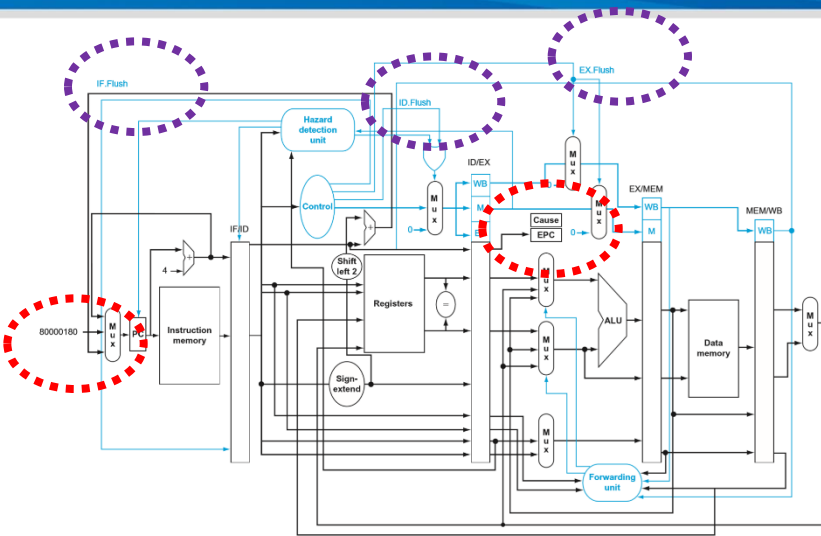 IF.Flush
EX.Flush
ID.Flush
Hazard
detection
unit
ID/EX
M
u
x
WB
EX/MEM
Control
M
u
x
0
M
0
Cause
EPC
0
M
u
x
WB
M
MEM/WB
WB
IF/ID
4
Shift
left 2
Registers
=
M
u
x
ALU
80000180
M
u
x
PC
Instruction
memory
M
u
x
Data
memory
M
u
x
Sign-
extend
M
u
x
Forwarding
unit